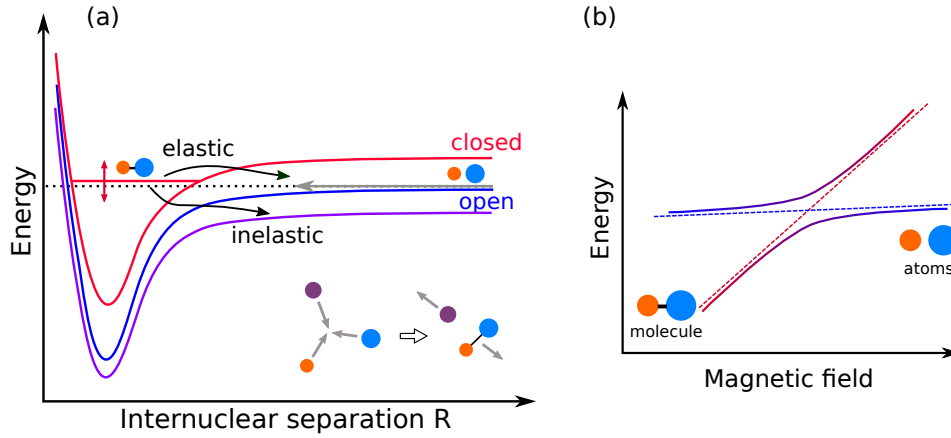 (a)
closed
elastic
open
inelastic
Energy
Internuclear separation R
(b)
atoms
molecule
Energy
Magnetic field